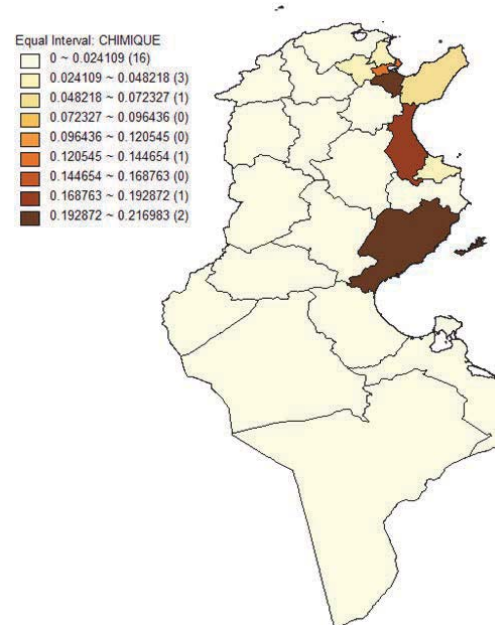 Equal Interval: CHIMIQUE
0 ~ 0.024109 (16)
0.024109 ~ 0.048218 (3)
0.048218 ~ 0.072327 (1)
0.072327 ~ 0.096436 (0)
0.096436 ~ 0.120545 (0)
0.120545 ~ 0.144654 (1)
0.144654 ~ 0.168763 (0)
0.168763 ~ 0.192872 (1)
0.192872 ~ 0.216983 (2)